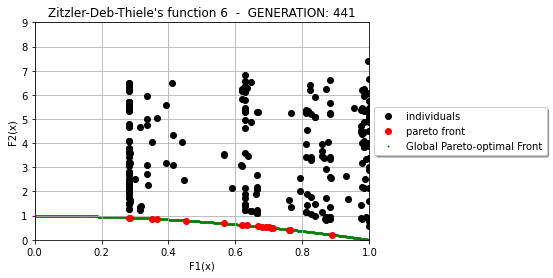 Zitzler-Deb-Thiele's function 6 - GENERATION: 441
9
8
7
6
5
4
3
2
1
0
F2(x)
0.0 0.2 0.4 0.6 0.8 1.0
F1(x)
individuals
pareto front
Global Pareto-optimal Front